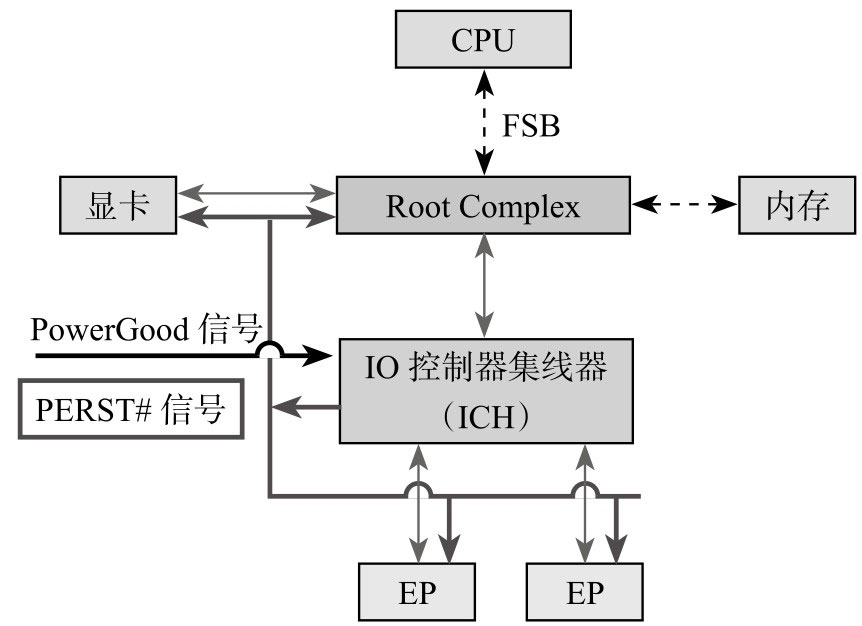 CPU
FSB
显卡
Root Complex
内存
PowerGood 信号
IO 控制器集线器
（ICH）
PERST# 信号
EP
EP